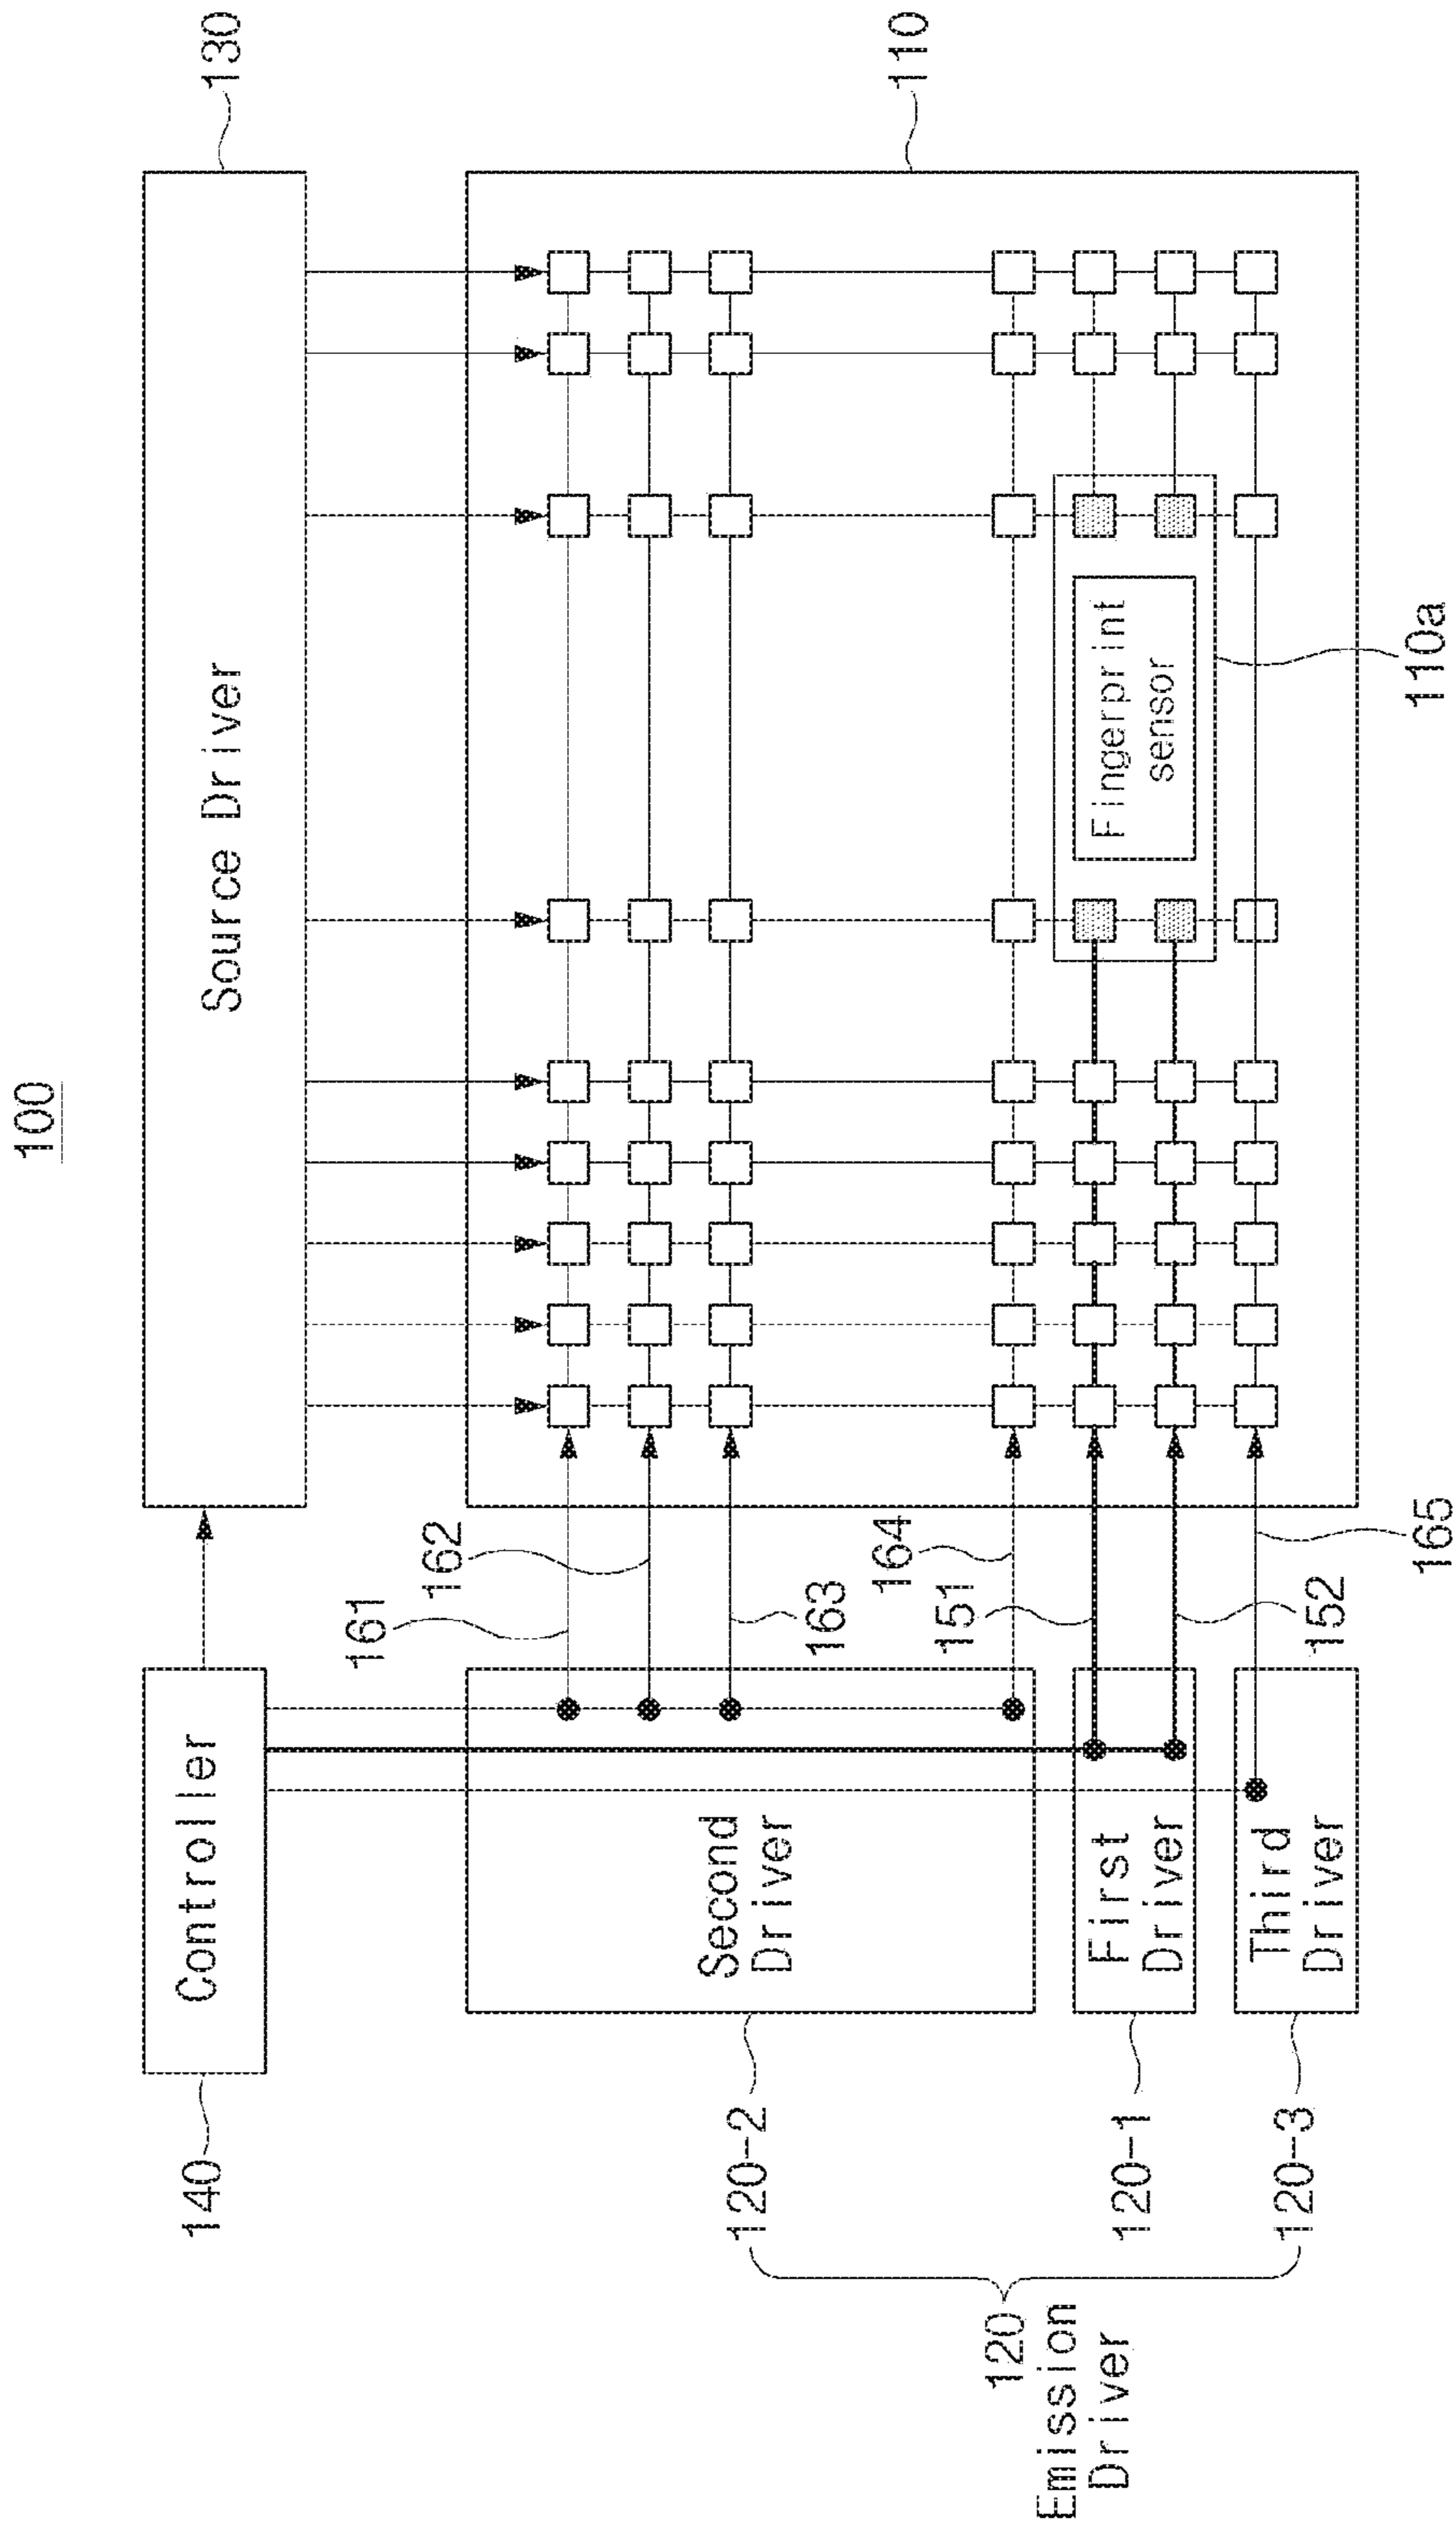 100
130
Source Driver
140
Controller
110
161
162
163
164
151
152
165
Fingerprint
sensor
110a
Second
Driver
First
Driver
Third
Driver
120-2
120-1
120-3
120
Emission
Driver